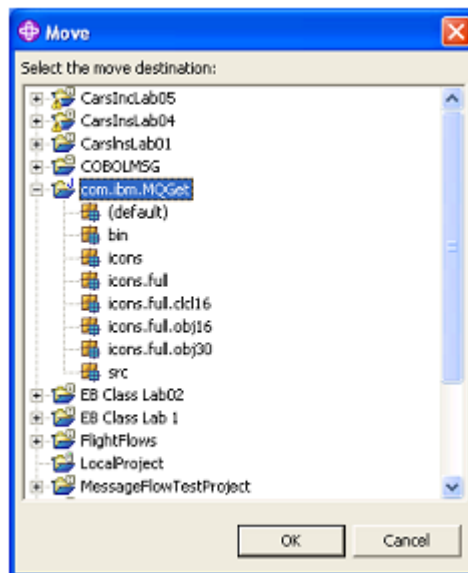 Move
Select the move destination:
CarsIncLab05
CarsInsLab04
CarsInsLab01
COBOLMSG
com.ibm.MQGet
(default)
bin
icons
icons.full
icons.full.clcl16
icons.full.obj16
icons.full.obj30
src
EB Class Lab02
EB Class Lab 1
FlightFlows
LocalProject
MessageFlowTestProject
OK Cancel